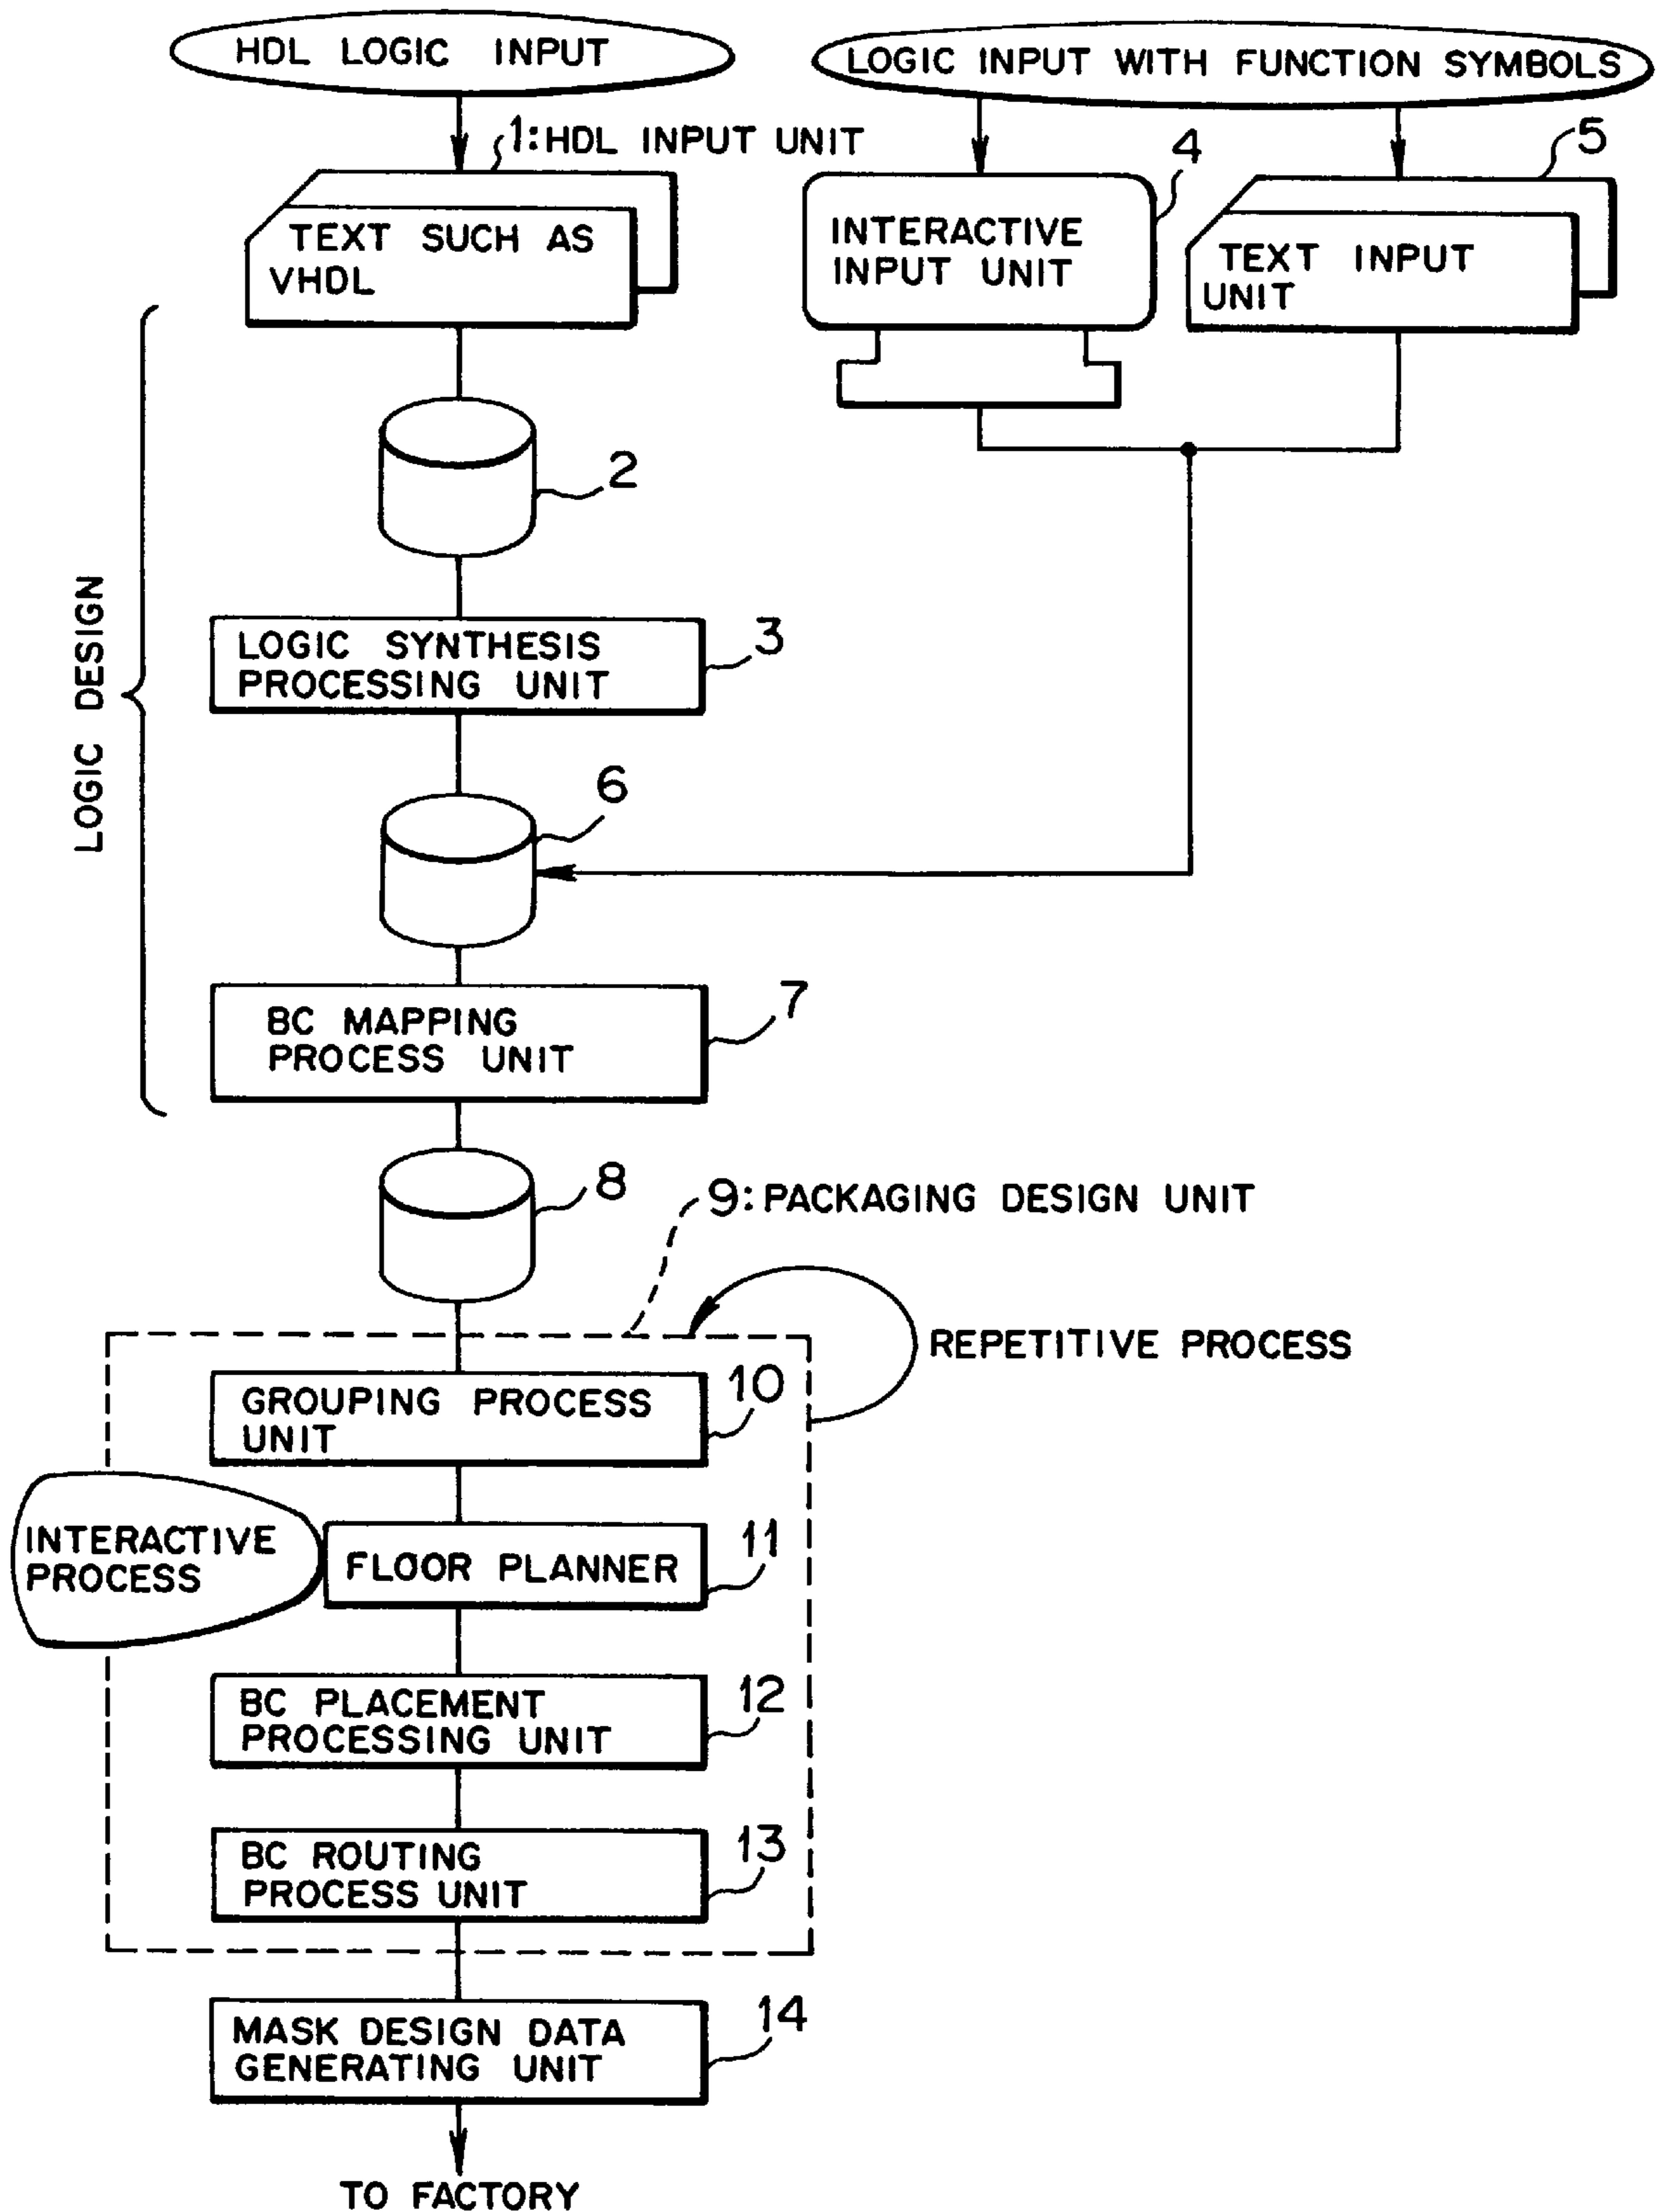 HDL LOGIC INPUT
LOGIC INPUT WITH FUNCTION SYMBOLS
1: HDL INPUT UNIT
TEXT SUCH AS
VHDL
4
INTERACTIVE
INPUT UNIT
5
TEXT INPUT
UNIT
2
LOGIC DESIGN
LOGIC SYNTHESIS
PROCESSING UNIT
3
6
BC MAPPING
PROCESS UNIT
7
8
9: PACKAGING DESIGN UNIT
REPETITIVE PROCESS
GROUPING PROCESS
UNIT
10
INTERACTIVE
PROCESS
FLOOR PLANNER
11
BC PLACEMENT
PROCESSING UNIT
12
BC ROUTING
PROCESS UNIT
13
MASK DESIGN DATA
GENERATING UNIT
14
TO FACTORY